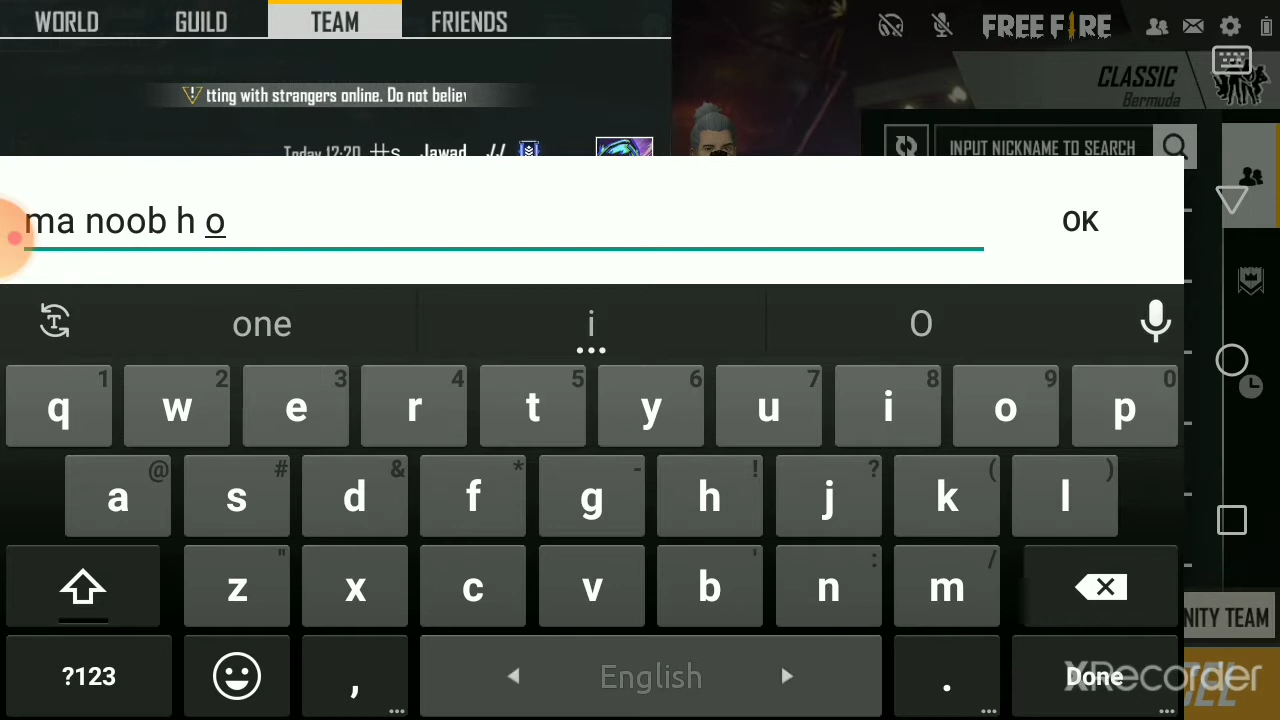 WORLD GUILD TEAM FRIENDS
FREE FIRE
CLASSIC
Bermuda
tting with strangers online. Do not believ
Today 12:20 Jawad
INPUT NICKNAME TO SEARCH
ma noob h o
OK
one i O
q 1 w 2 e 3 r 4 t 5 y 6 u 7 i 8 o 9 p 0
a @ s # d & f * g - h ! j ? k ( l )
z " x c v b ' n : m /
NITY TEAM
?123 , English . Done
XRecorder